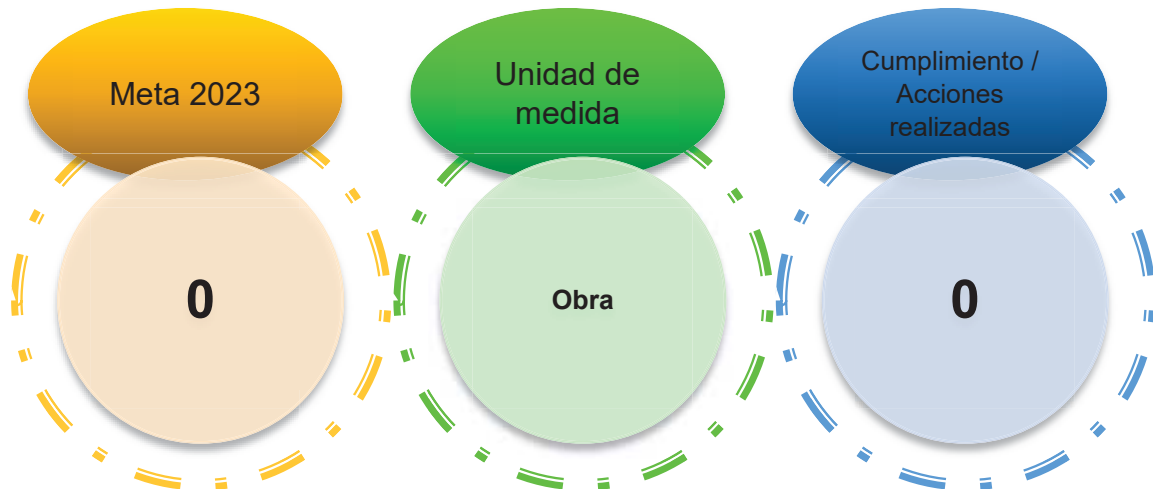 Meta 2023
0
Unidad de
medida
Obra
Cumplimiento /
Acciones
realizadas
0